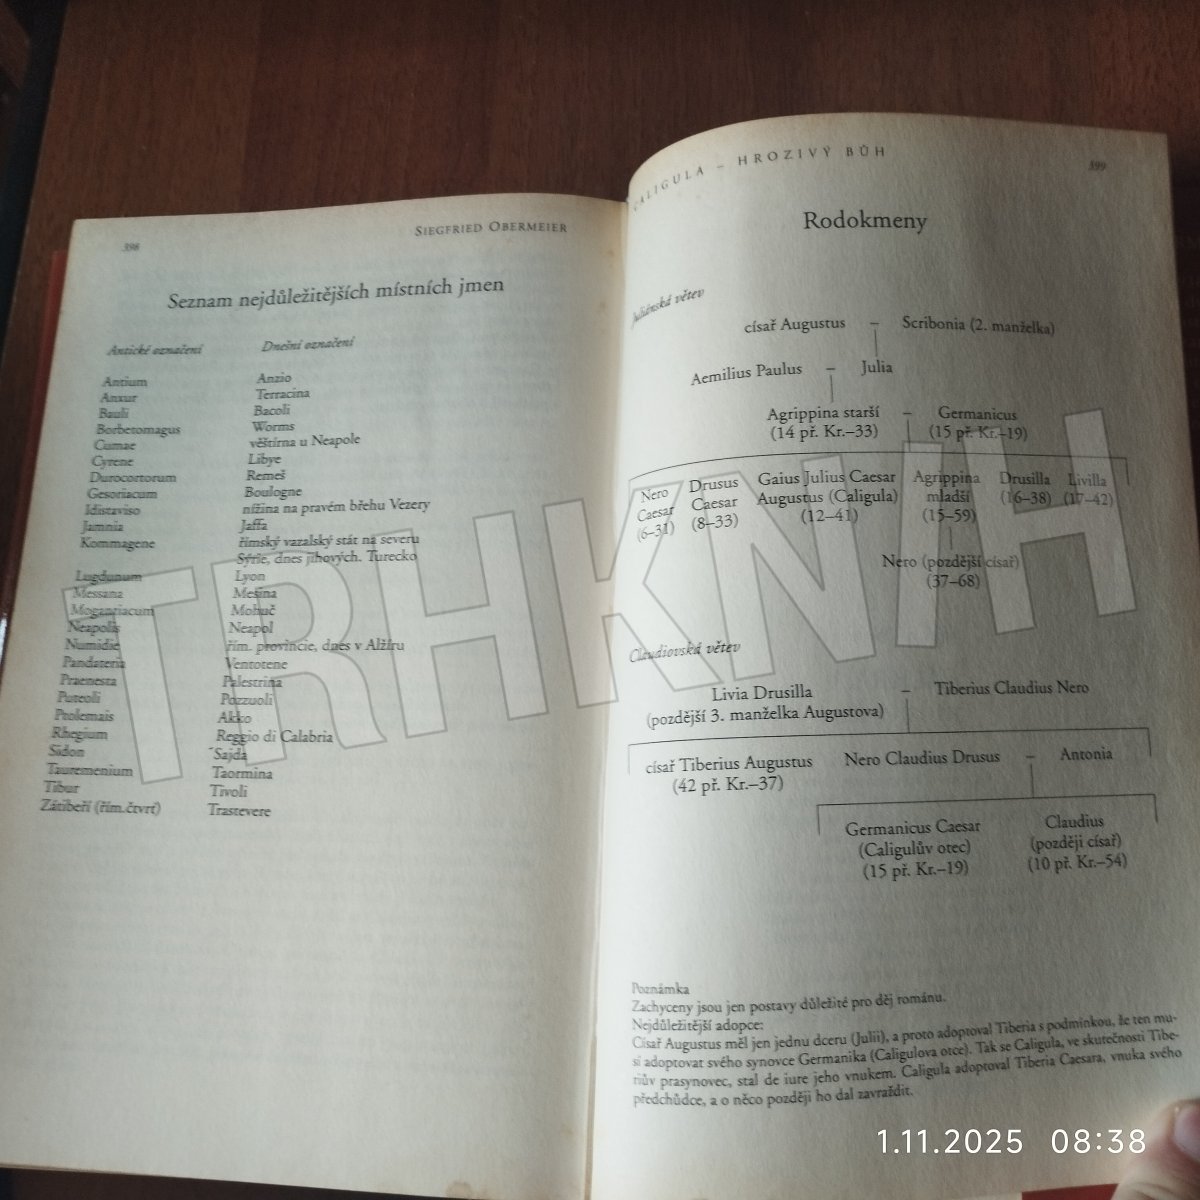 398
SIEGFRIED OBERMEIER
Seznam nejdůležitějších místních jmen
Antické označení Dnešní označení
Antium Anzio
Anxur Terracina
Bauli Bacoli
Borbetomagus Worms
Cumae věštírna u Neapole
Cyrene Libye
Durocortorum Remeš
Gesoriacum Boulogne
Idistaviso nížina na pravém břehu Vezery
Jamnia Jaffa
Kommagene římský vazalský stát na severu
Sýrie, dnes jihových. Turecko
Lugdunum Lyon
Messana Mesina
Mogantiacum Mohuč
Neapolis Neapol
Numidie řím. provincie, dnes v Alžíru
Pandateria Ventotene
Praenesta Palestrina
Puteoli Pozzuoli
Ptolemais Akko
Rhegium Reggio di Calabria
Sidon ˇSajda
Tauremenium Taormina
Tibur Tivoli
Zátibeří (řím.čtvrť) Trastevere
CALIGULA – HROZIVÝ BŮH
399
Rodokmeny
Juliánská větev
císař Augustus – Scribonia (2. manželka)
Aemilius Paulus – Julia
Agrippina starší – Germanicus
(14 př. Kr.–33) (15 př. Kr.–19)
Nero Drusus Gaius Julius Caesar Agrippina Drusilla Livilla
Caesar Caesar Augustus (Caligula) mladší (16–38) (17–42)
(6–31) (8–33) (12–41) (15–59)
Nero (pozdější císař)
(37–68)
Claudiovská větev
Livia Drusilla – Tiberius Claudius Nero
(pozdější 3. manželka Augustova)
císař Tiberius Augustus Nero Claudius Drusus – Antonia
(42 př. Kr.–37)
Germanicus Caesar Claudius
(Caligulův otec) (později císař)
(15 př. Kr.–19) (10 př. Kr.–54)
Poznámka
Zachyceny jsou jen postavy důležité pro děj románu.
Nejdůležitější adopce:
Císař Augustus měl jen jednu dceru (Julii), a proto adoptoval Tiberia s podmínkou, že ten mu-
sí adoptovat svého synovce Germanika (Caligulova otce). Tak se Caligula, ve skutečnosti Tibe-
riův prasynovec, stal de iure jeho vnukem. Caligula adoptoval Tiberia Caesara, vnuka svého
předchůdce, a o něco později ho dal zavraždit.
TRHKNIH
1.11.2025 08:38